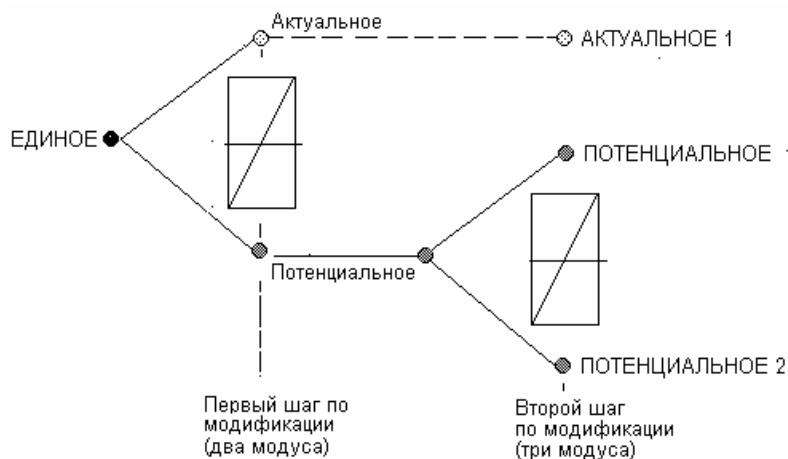 Актуальное
АКТУАЛЬНОЕ 1
ЕДИНОЕ
ПОТЕНЦИАЛЬНОЕ 1
Потенциальное
ПОТЕНЦИАЛЬНОЕ 2
Первый шаг по
модификации
(два модуса)
Второй шаг
по модификации
(три модуса)